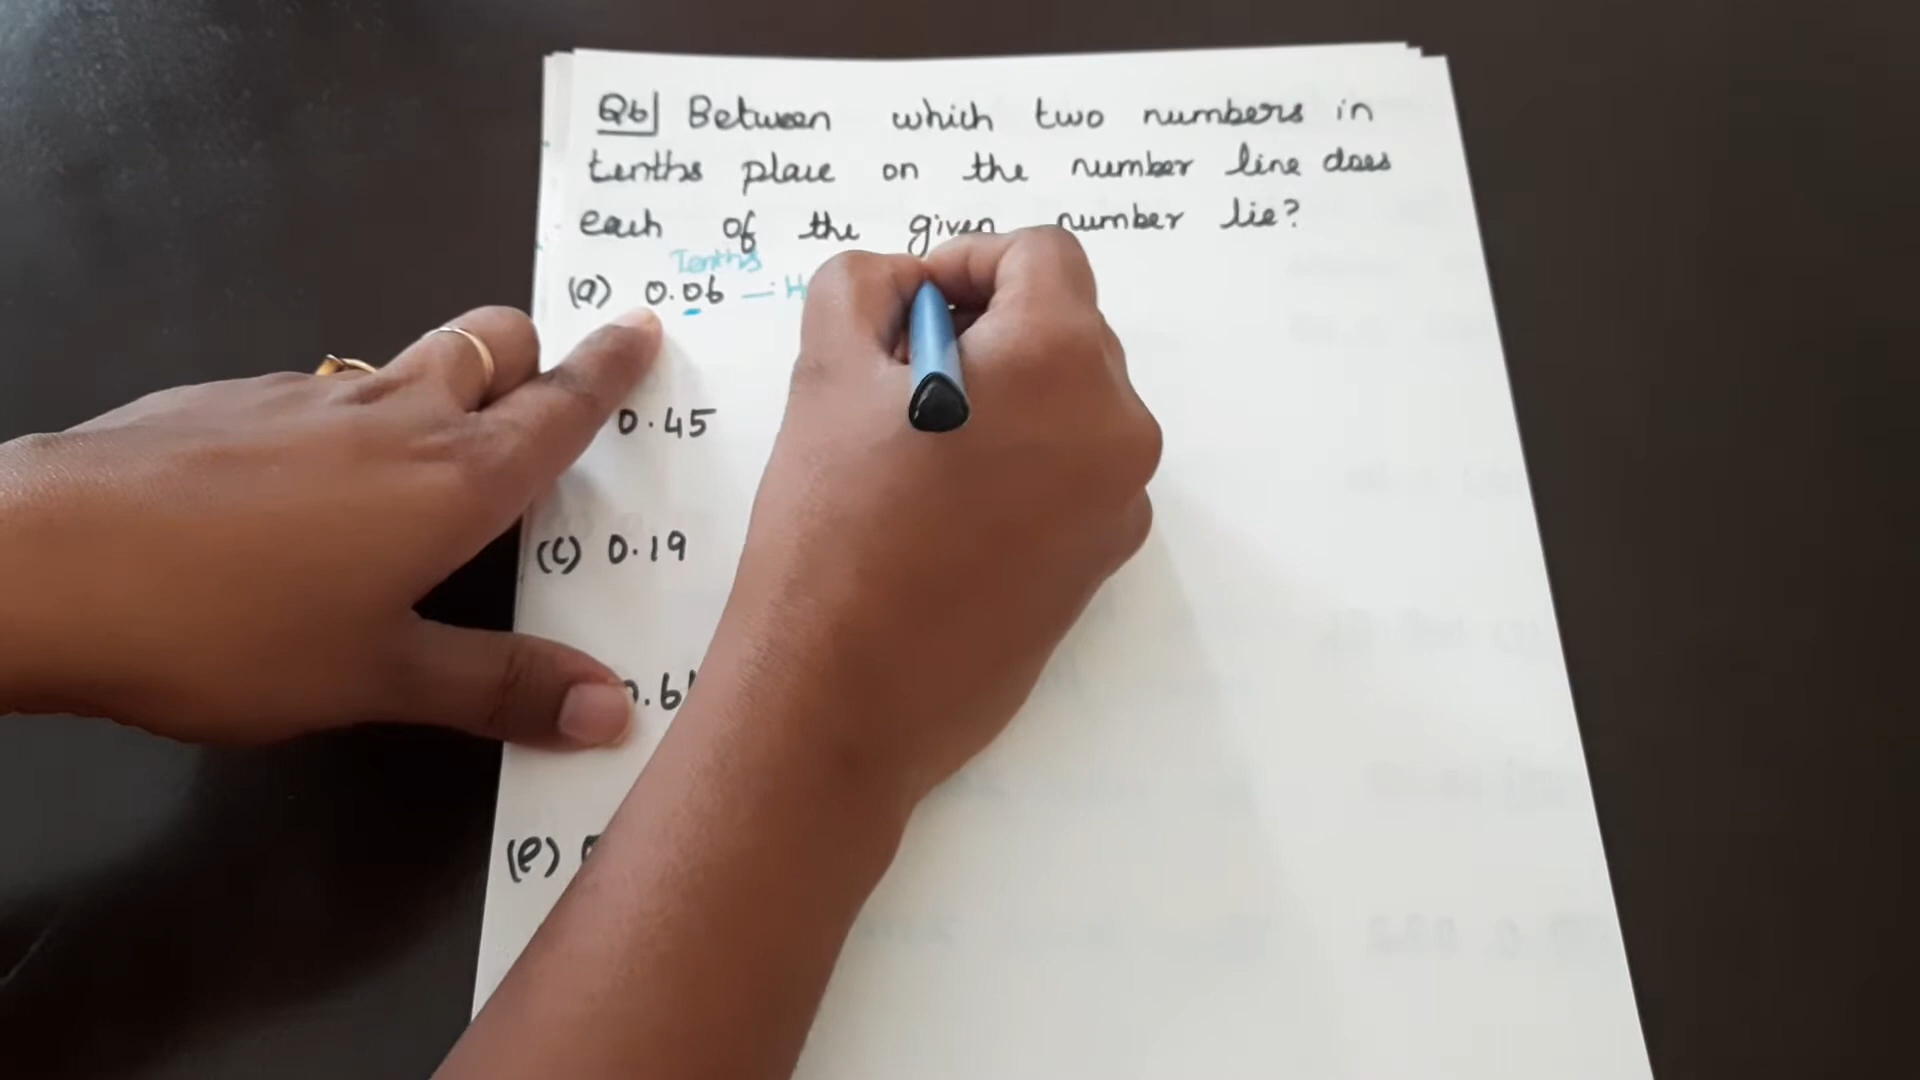 Q6 Between which two numbers in
tenths place on the number line does
each of the given number lie?
Tenths
(a) 0.06 —
0.45
(C) 0.19
.61
(e)